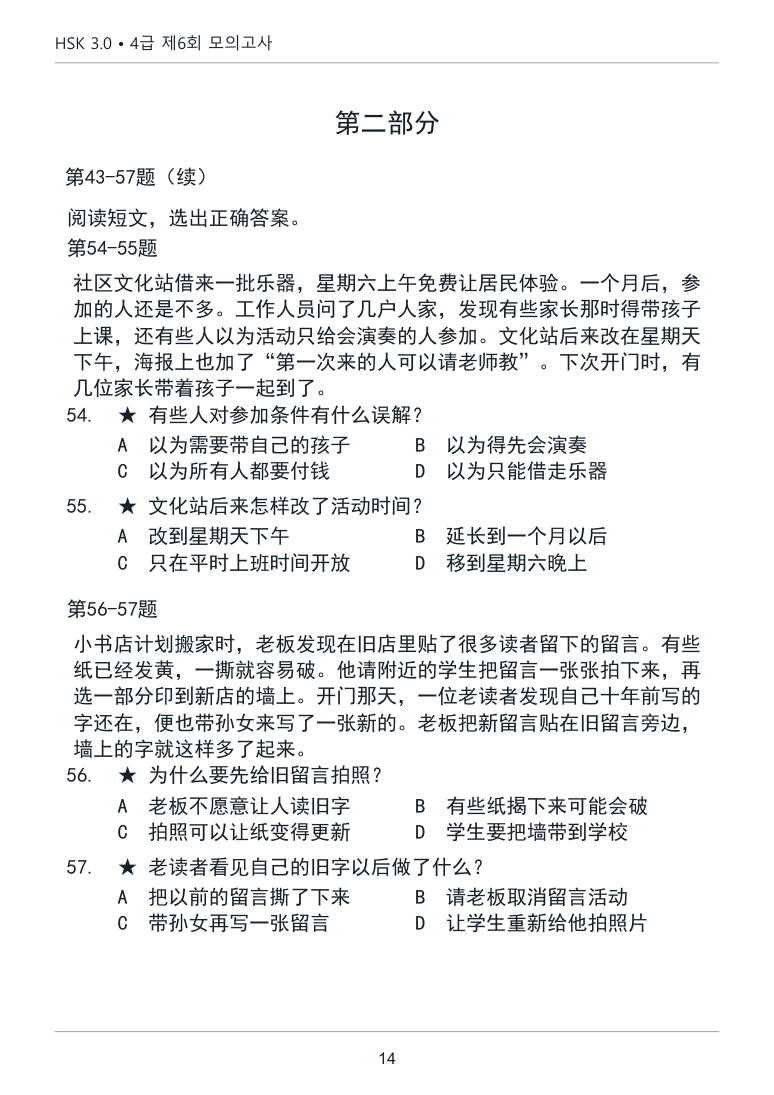 HSK 3.0 • 4급 제6회 모의고사
第二部分
第43-57题（续）
阅读短文，选出正确答案。
第54-55题
社区文化站借来一批乐器，星期六上午免费让居民体验。一个月后，参
加的人还是不多。工作人员问了几户人家，发现有些家长那时得带孩子
上课，还有些人以为活动只给会演奏的人参加。文化站后来改在星期天
下午，海报上也加了“第一次来的人可以请老师教”。下次开门时，有
几位家长带着孩子一起到了。
54. ★ 有些人对参加条件有什么误解？
A 以为需要带自己的孩子 B 以为得先会演奏
C 以为所有人都要付钱 D 以为只能借走乐器
55. ★ 文化站后来怎样改了活动时间？
A 改到星期天下午 B 延长到一个月以后
C 只在平时上班时间开放 D 移到星期六晚上
第56-57题
小书店计划搬家时，老板发现在旧店里贴了很多读者留下的留言。有些
纸已经发黄，一撕就容易破。他请附近的学生把留言一张张拍下来，再
选一部分印到新店的墙上。开门那天，一位老读者发现自己十年前写的
字还在，便也带孙女来写了一张新的。老板把新留言贴在旧留言旁边，
墙上的字就这样多了起来。
56. ★ 为什么要先给旧留言拍照？
A 老板不愿意让人读旧字 B 有些纸揭下来可能会破
C 拍照可以让纸变得更新 D 学生要把墙带到学校
57. ★ 老读者看见自己的旧字以后做了什么？
A 把以前的留言撕了下来 B 请老板取消留言活动
C 带孙女再写一张留言 D 让学生重新给他拍照片
14